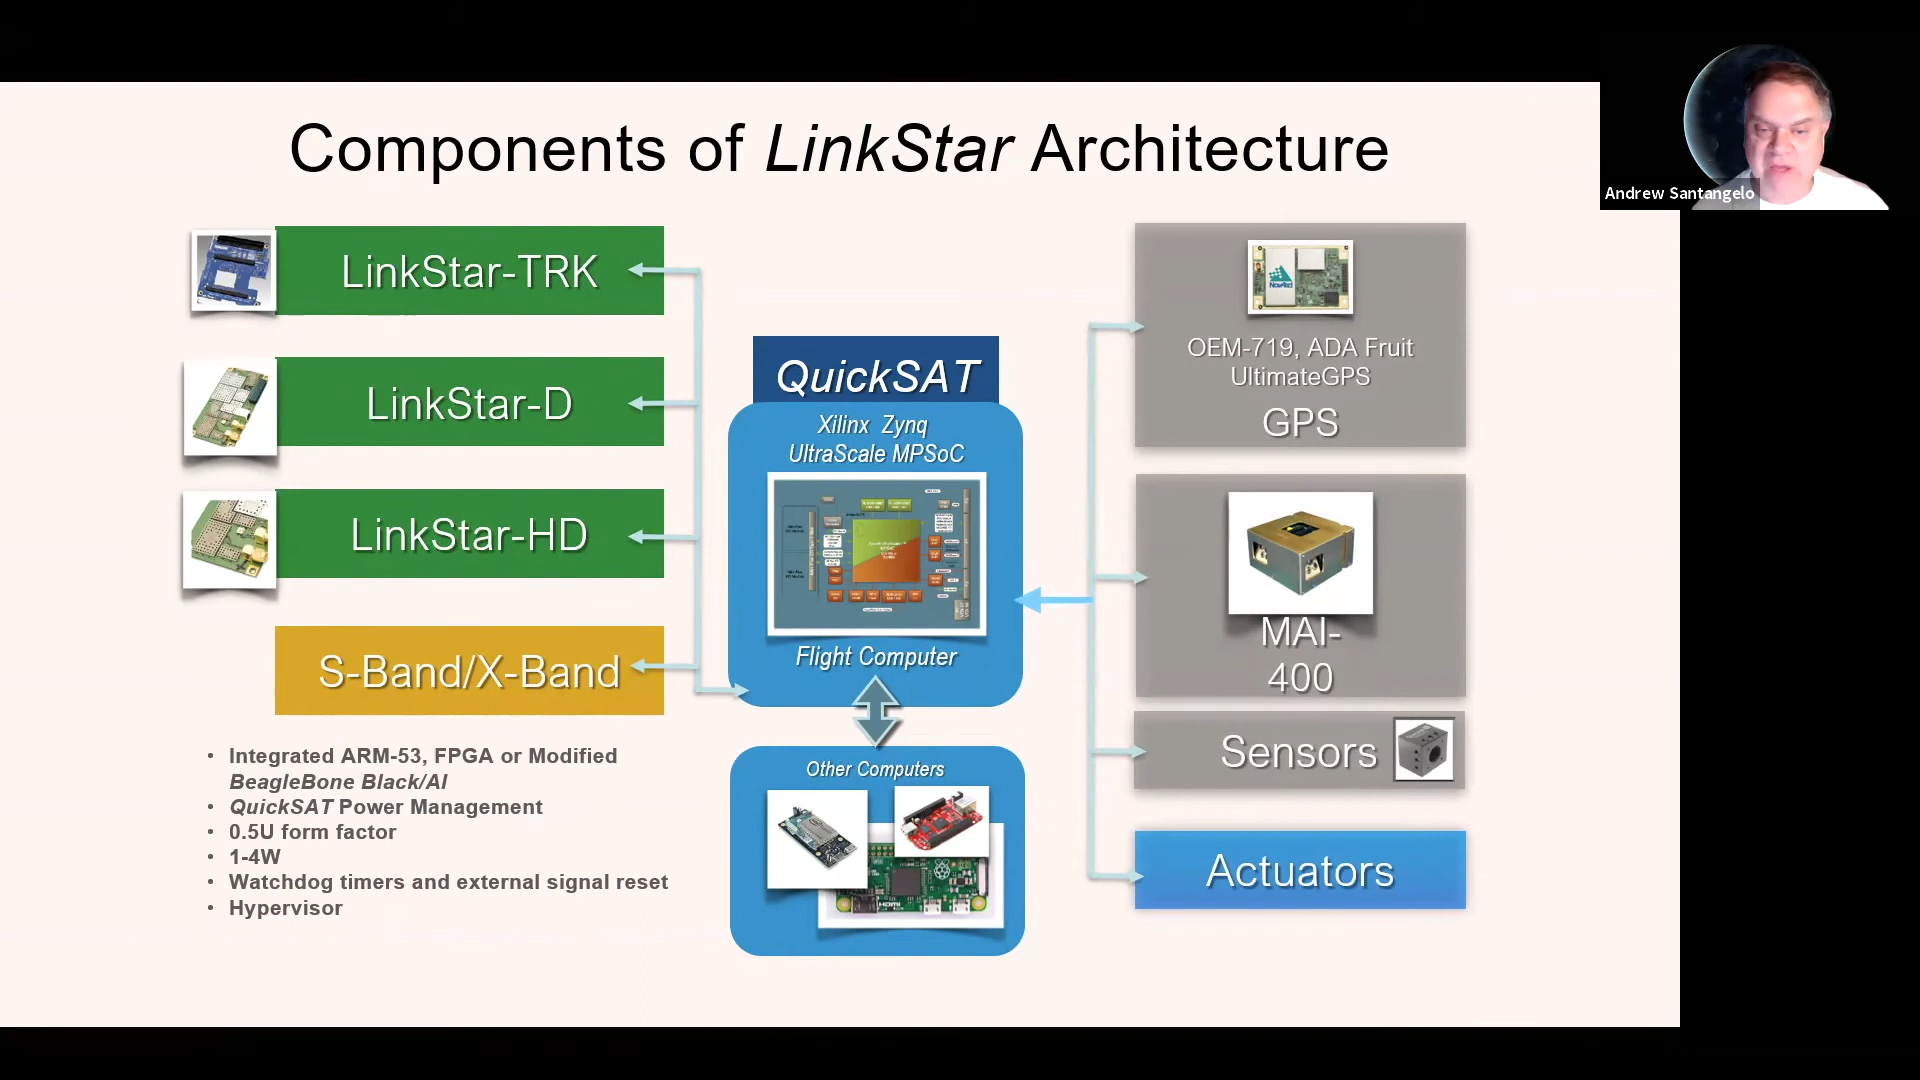 Components of LinkStar Architecture
Andrew Santangelo
LinkStar-TRK
LinkStar-D
LinkStar-HD
S-Band/X-Band
• Integrated ARM-53, FPGA or Modified
BeagleBone Black/AI
• QuickSAT Power Management
• 0.5U form factor
• 1-4W
• Watchdog timers and external signal reset
• Hypervisor
QuickSAT
Xilinx Zynq
UltraScale MPSoC
Flight Computer
Other Computers
HDMI
NovAtel
OEM-719, ADA Fruit
UltimateGPS
GPS
MAI-
400
Sensors
Actuators